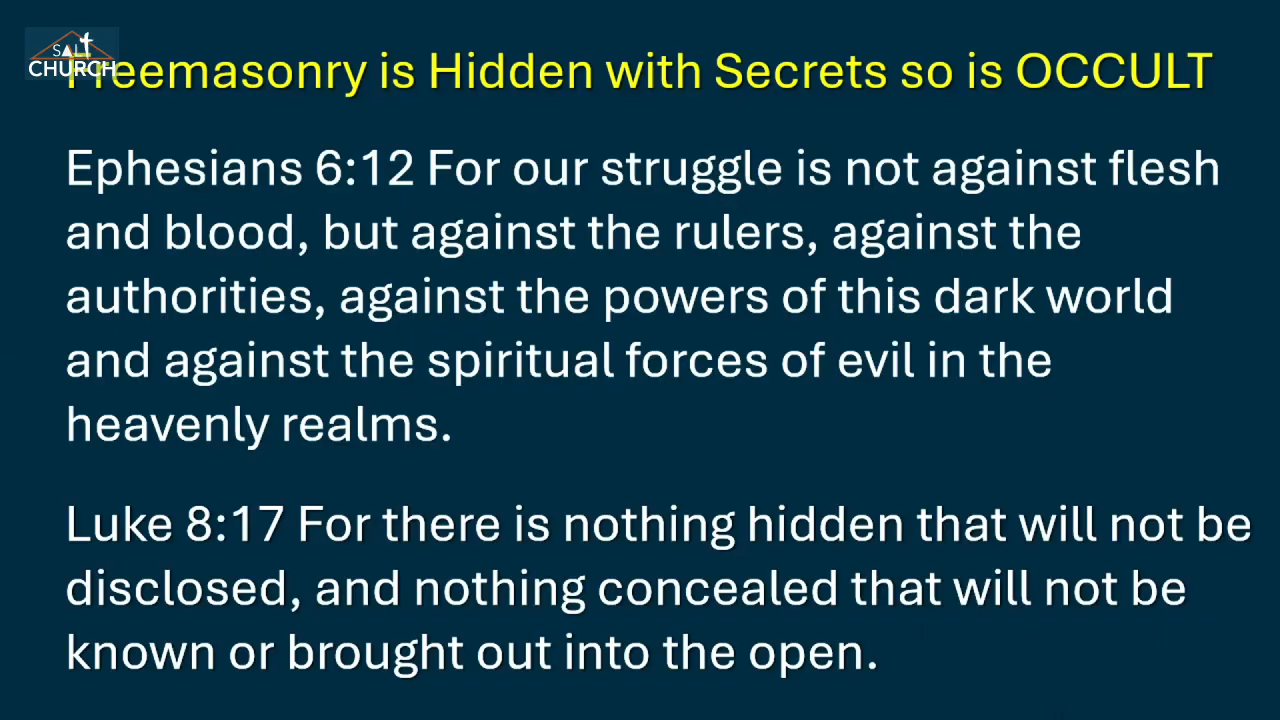 SALT
CHURCH
Freemasonry is Hidden with Secrets so is OCCULT
Ephesians 6:12 For our struggle is not against flesh
and blood, but against the rulers, against the
authorities, against the powers of this dark world
and against the spiritual forces of evil in the
heavenly realms.
Luke 8:17 For there is nothing hidden that will not be
disclosed, and nothing concealed that will not be
known or brought out into the open.